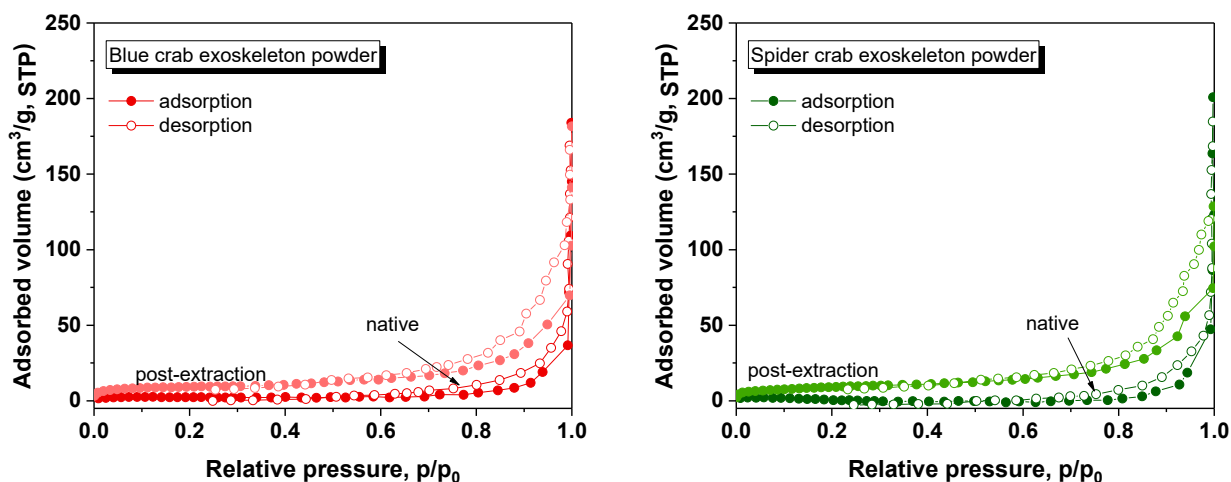 250
200
150
100
50
0
Adsorbed volume (cm³/g, STP)
Blue crab exoskeleton powder
adsorption
desorption
native
post-extraction
0.0 0.2 0.4 0.6 0.8 1.0
Relative pressure, p/p₀
250
200
150
100
50
0
Adsorbed volume (cm³/g, STP)
Spider crab exoskeleton powder
adsorption
desorption
native
post-extraction
0.0 0.2 0.4 0.6 0.8 1.0
Relative pressure, p/p₀